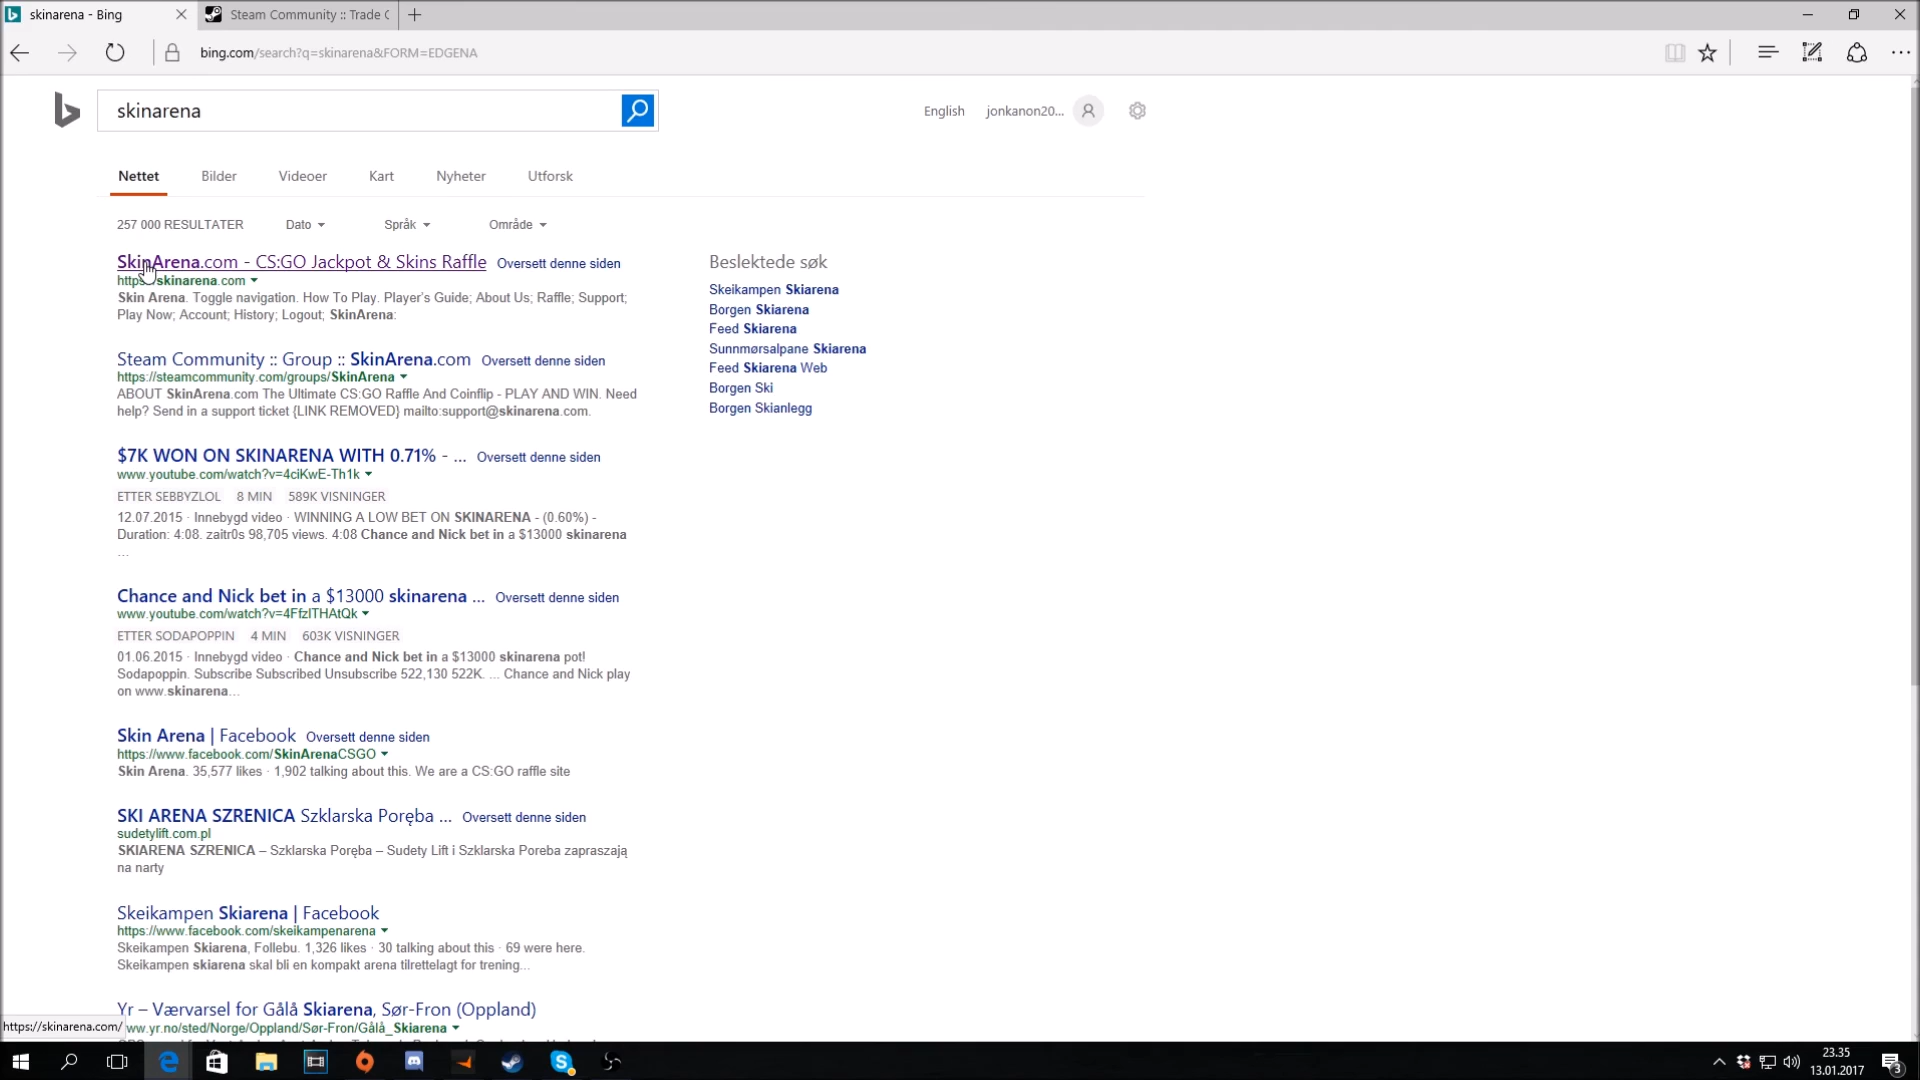 skinarena - Bing
Steam Community :: Trade O
bing.com/search?q=skinarena&FORM=EDGENA
skinarena
English
jonkanon20...
Nettet
Bilder
Videoer
Kart
Nyheter
Utforsk
257 000 RESULTATER
Dato
Språk
Område
SkinArena.com - CS:GO Jackpot & Skins Raffle Oversett denne siden
skinarena.com
Skin Arena. Toggle navigation. How To Play. Player's Guide; About Us; Raffle; Support;
Play Now; Account; History; Logout; SkinArena:
Steam Community :: Group :: SkinArena.com Oversett denne siden
https://steamcommunity.com/groups/SkinArena
ABOUT SkinArena.com The Ultimate CS:GO Raffle And Coinflip - PLAY AND WIN. Need
help? Send in a support ticket {LINK REMOVED} mailto:support@skinarena.com.
$7K WON ON SKINARENA WITH 0.71% - ... Oversett denne siden
www.youtube.com/watch?v=4ciKwE-Th1k
ETTER SEBBYZLOL 8 MIN 589K VISNINGER
12.07.2015 · Innebygd video · WINNING A LOW BET ON SKINARENA - (0.60%) -
Duration: 4:08. zaitr0s 98,705 views. 4:08 Chance and Nick bet in a $13000 skinarena
...
Chance and Nick bet in a $13000 skinarena ... Oversett denne siden
www.youtube.com/watch?v=4FfzITHAtQk
ETTER SODAPOPPIN 4 MIN 603K VISNINGER
01.06.2015 · Innebygd video · Chance and Nick bet in a $13000 skinarena pot!
Sodapoppin. Subscribe Subscribed Unsubscribe 522,130 522K. ... Chance and Nick play
on www.skinarena...
Skin Arena | Facebook Oversett denne siden
https://www.facebook.com/SkinArenaCSGO
Skin Arena. 35,577 likes · 1,902 talking about this. We are a CS:GO raffle site
SKI ARENA SZRENICA Szklarska Poręba ... Oversett denne siden
sudetylift.com.pl
SKIARENA SZRENICA – Szklarska Poręba – Sudety Lift i Szklarska Poreba zapraszają
na narty
Skeikampen Skiarena | Facebook
https://www.facebook.com/skeikampenarena
Skeikampen Skiarena, Follebu. 1,326 likes · 30 talking about this · 69 were here.
Skeikampen skiarena skal bli en kompakt arena tilrettelagt for trening...
Yr – Værvarsel for Gålå Skiarena, Sør-Fron (Oppland)
ww.yr.no/sted/Norge/Oppland/Sør-Fron/Gålå_Skiarena
Beslektede søk
Skeikampen Skiarena
Borgen Skiarena
Feed Skiarena
Sunnmørsalpane Skiarena
Feed Skiarena Web
Borgen Ski
Borgen Skianlegg
https://skinarena.com/
23.35
13.01.2017
3